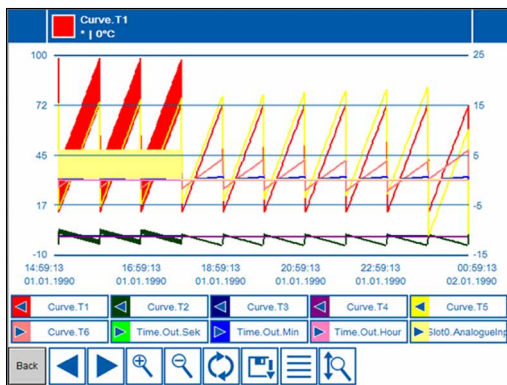 Curve.T1
* | 0°C
100
25
72
15
45
5
17
-5
-10
-15
14:59:13 16:59:13 18:59:13 20:59:13 22:59:13 00:59:13
01.01.1990 01.01.1990 01.01.1990 01.01.1990 01.01.1990 02.01.1990
Curve.T1 Curve.T2 Curve.T3 Curve.T4 Curve.T5
Curve.T6 Time.Out.Sek Time.Out.Min Time.Out.Hour Slot0.AnalogueInp
Back